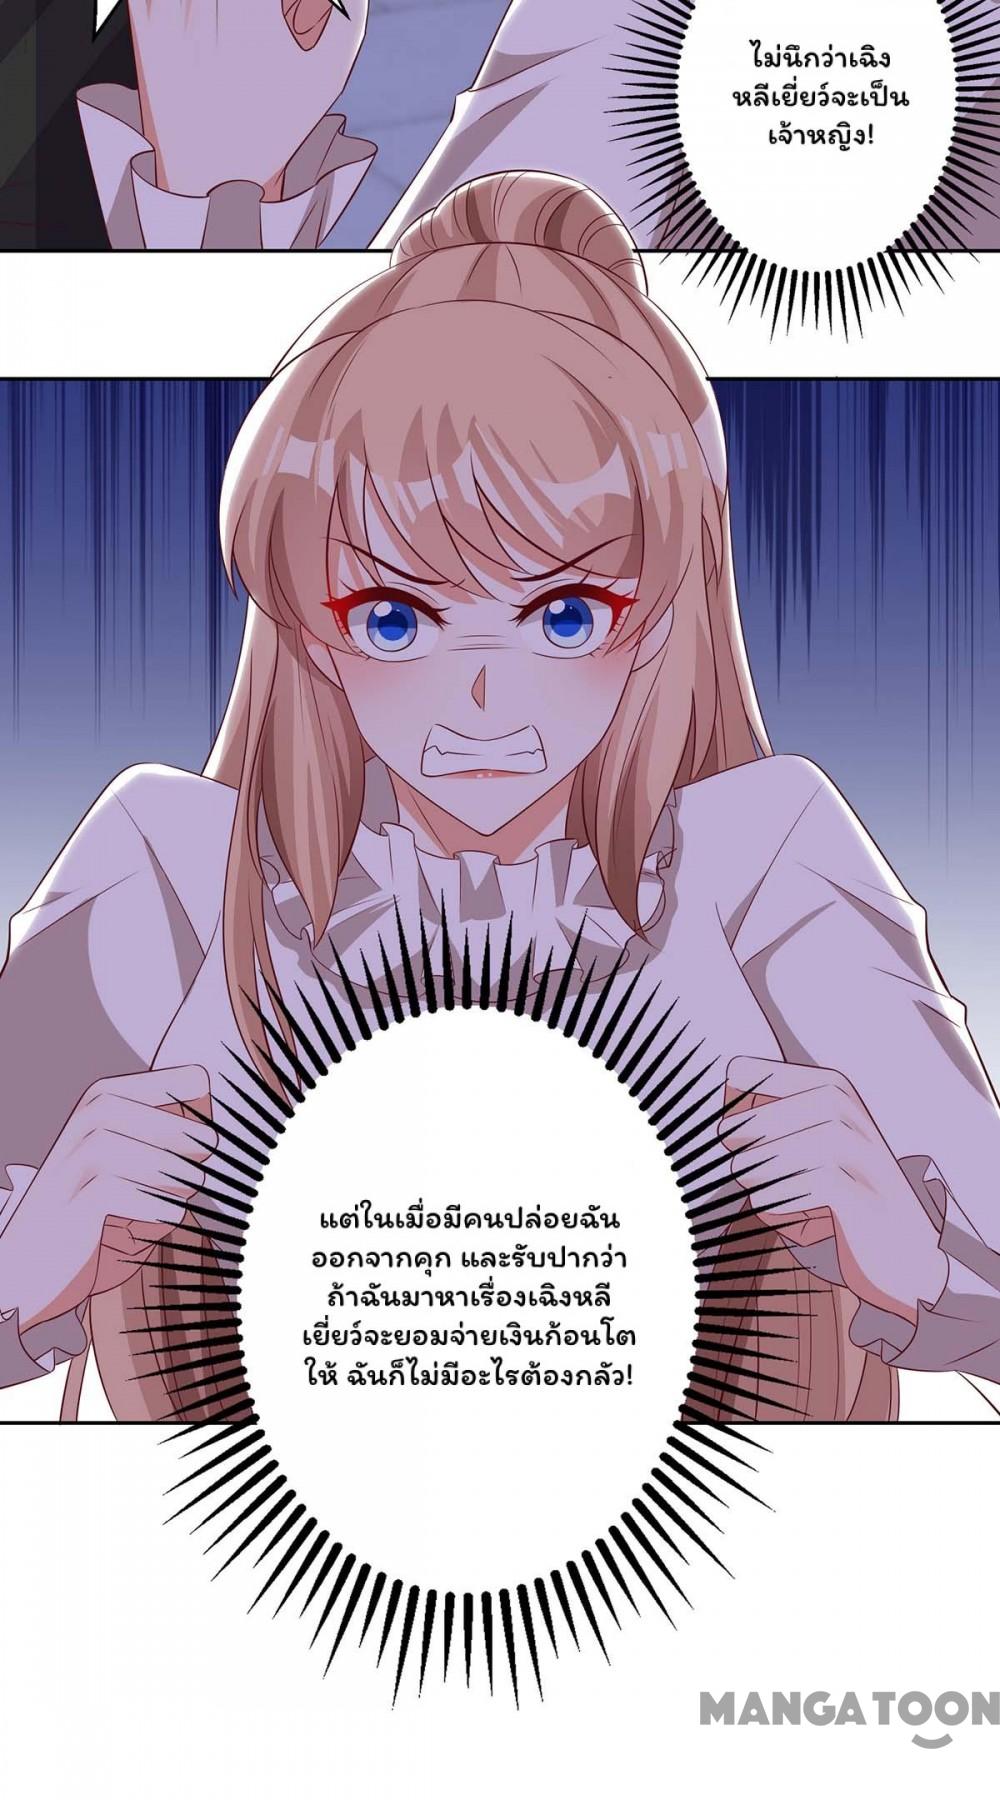 ไม่นึกว่าเฉิง
หลีเยี่ยว์จะเป็น
เจ้าหญิง!
แต่ในเมื่อมีคนปล่อยฉัน
ออกจากคุก และรับปากว่า
ถ้าฉันมาหาเรื่องเฉิงหลี
เยี่ยว์จะยอมจ่ายเงินก้อนโต
ให้ ฉันก็ไม่มีอะไรต้องกลัว!
MANGATOON